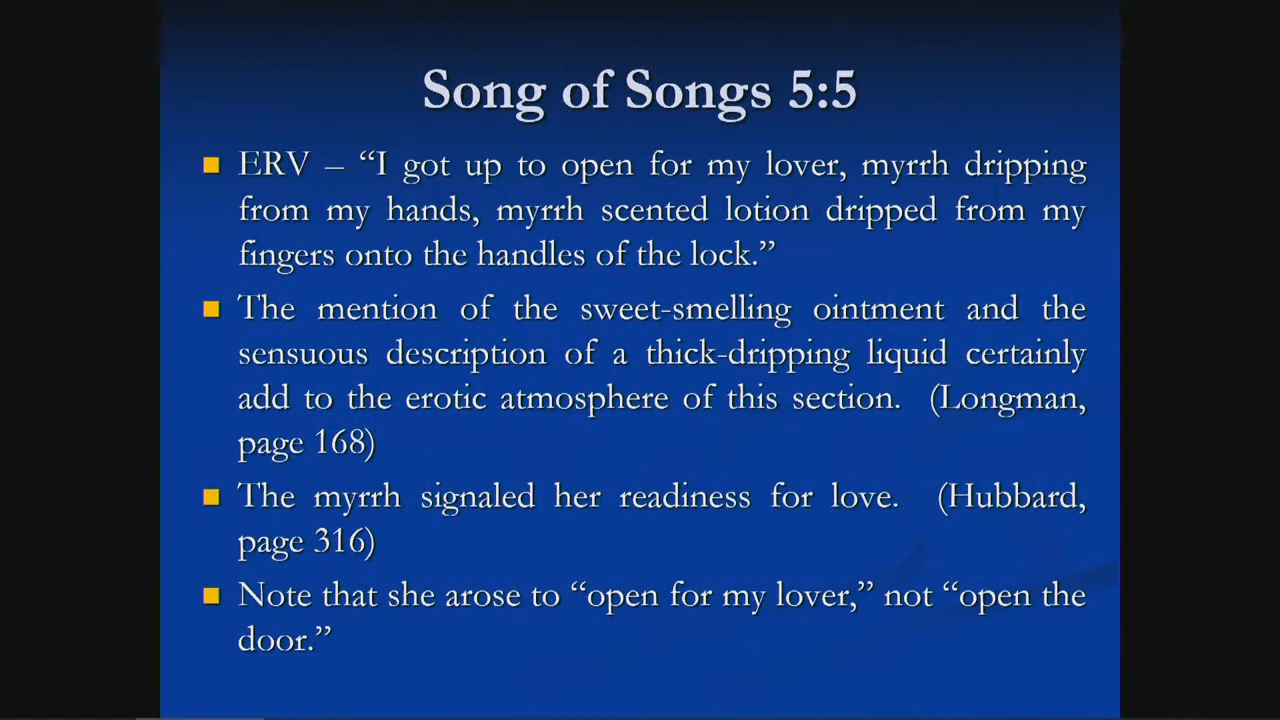 Song of Songs 5:5
ERV – “I got up to open for my lover, myrrh dripping
from my hands, myrrh scented lotion dripped from my
fingers onto the handles of the lock.”
The mention of the sweet-smelling ointment and the
sensuous description of a thick-dripping liquid certainly
add to the erotic atmosphere of this section. (Longman,
page 168)
The myrrh signaled her readiness for love. (Hubbard,
page 316)
Note that she arose to “open for my lover,” not “open the
door.”